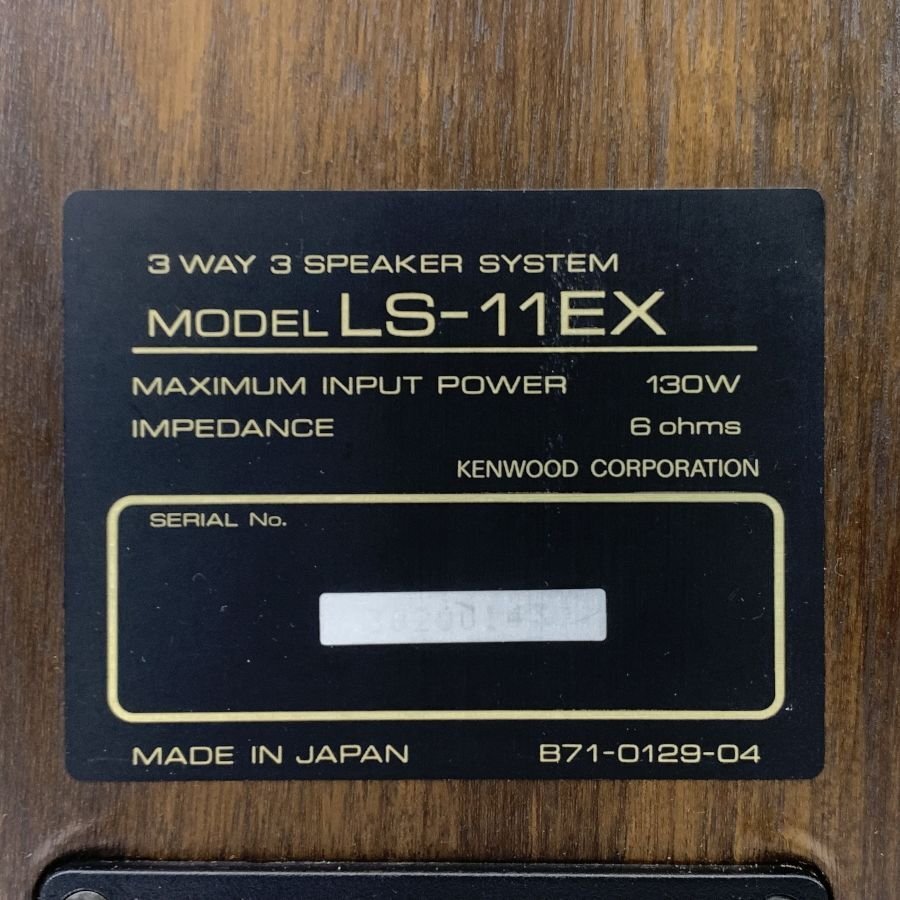 3 WAY 3 SPEAKER SYSTEM
MODEL LS-11EX
MAXIMUM INPUT POWER 130W
IMPEDANCE 6 ohms
KENWOOD CORPORATION
SERIAL No.
MADE IN JAPAN B71-0129-04